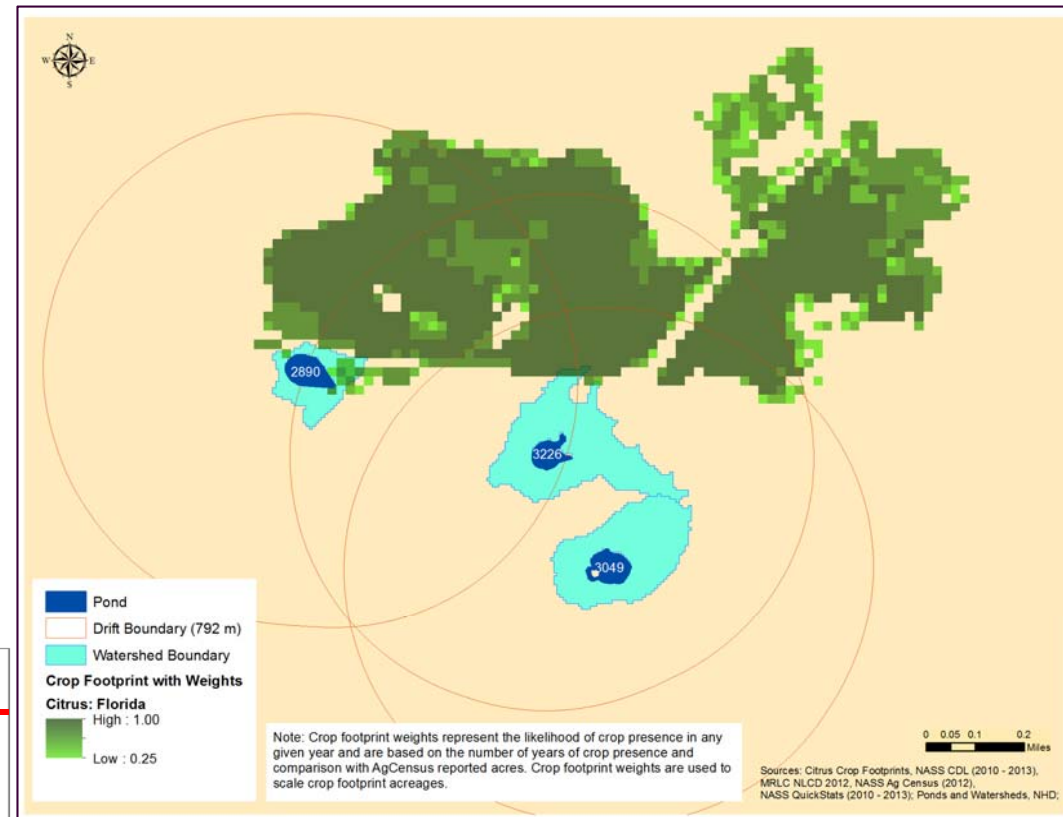 N
W E
S
2890
3226
3049
Pond
Drift Boundary (792 m)
Watershed Boundary
Crop Footprint with Weights
Citrus: Florida
High : 1.00
Low : 0.25
Note: Crop footprint weights represent the likelihood of crop presence in any
given year and are based on the number of years of crop presence and
comparison with AgCensus reported acres. Crop footprint weights are used to
scale crop footprint acreages.
0 0.05 0.1 0.2
Miles
Sources: Citrus Crop Footprints, NASS CDL (2010 - 2013),
MRLC NLCD 2012, NASS Ag Census (2012),
NASS QuickStats (2010 - 2013); Ponds and Watersheds, NHD;